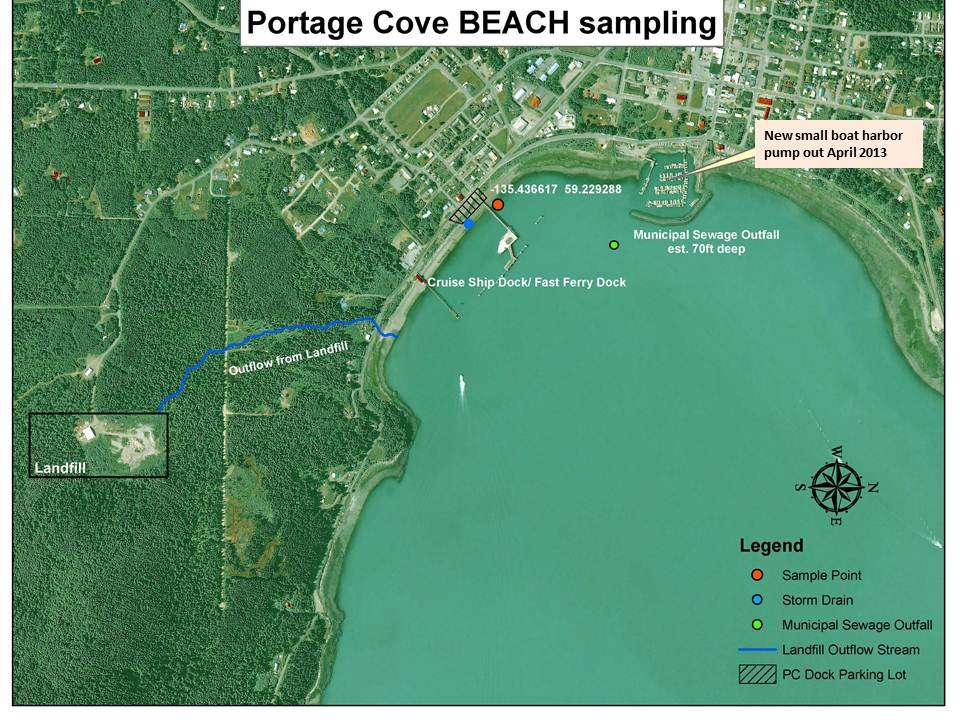 Portage Cove BEACH sampling
New small boat harbor
pump out April 2013
-135.436617 59.229288
Municipal Sewage Outfall
est. 70ft deep
Cruise Ship Dock/ Fast Ferry Dock
Outflow from Landfill
Landfill
W
S
N
E
Legend
Sample Point
Storm Drain
Municipal Sewage Outfall
Landfill Outflow Stream
PC Dock Parking Lot